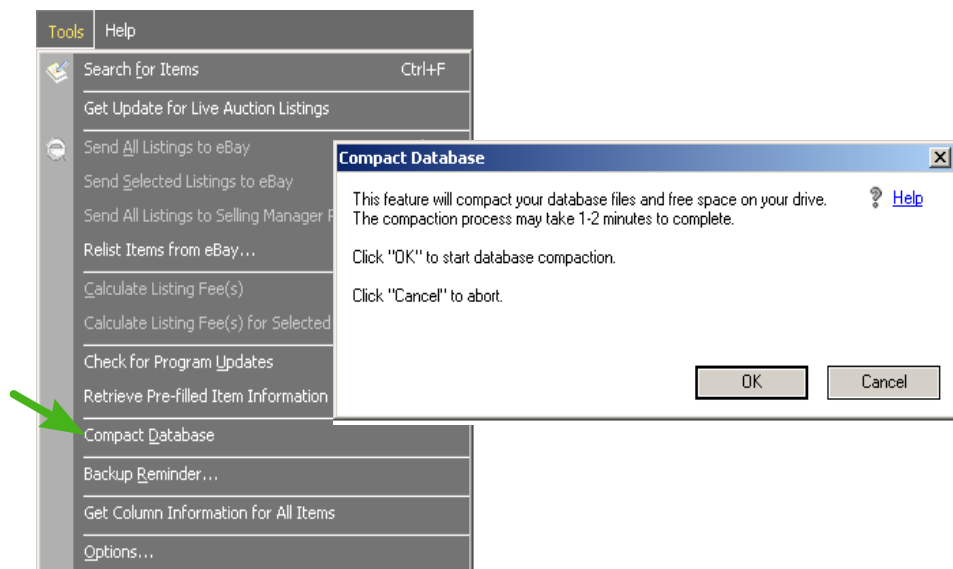 Tools Help
Search for Items Ctrl+F
Get Update for Live Auction Listings
Send All Listings to eBay
Send Selected Listings to eBay
Send All Listings to Selling Manager
Relist Items from eBay...
Calculate Listing Fee(s)
Calculate Listing Fee(s) for Selected
Check for Program Updates
Retrieve Pre-filled Item Information
Compact Database
Backup Reminder...
Get Column Information for All Items
Options...
Compact Database
This feature will compact your database files and free space on your drive.
The compaction process may take 1-2 minutes to complete.
Click "OK" to start database compaction.
Click "Cancel" to abort.
? Help
OK Cancel